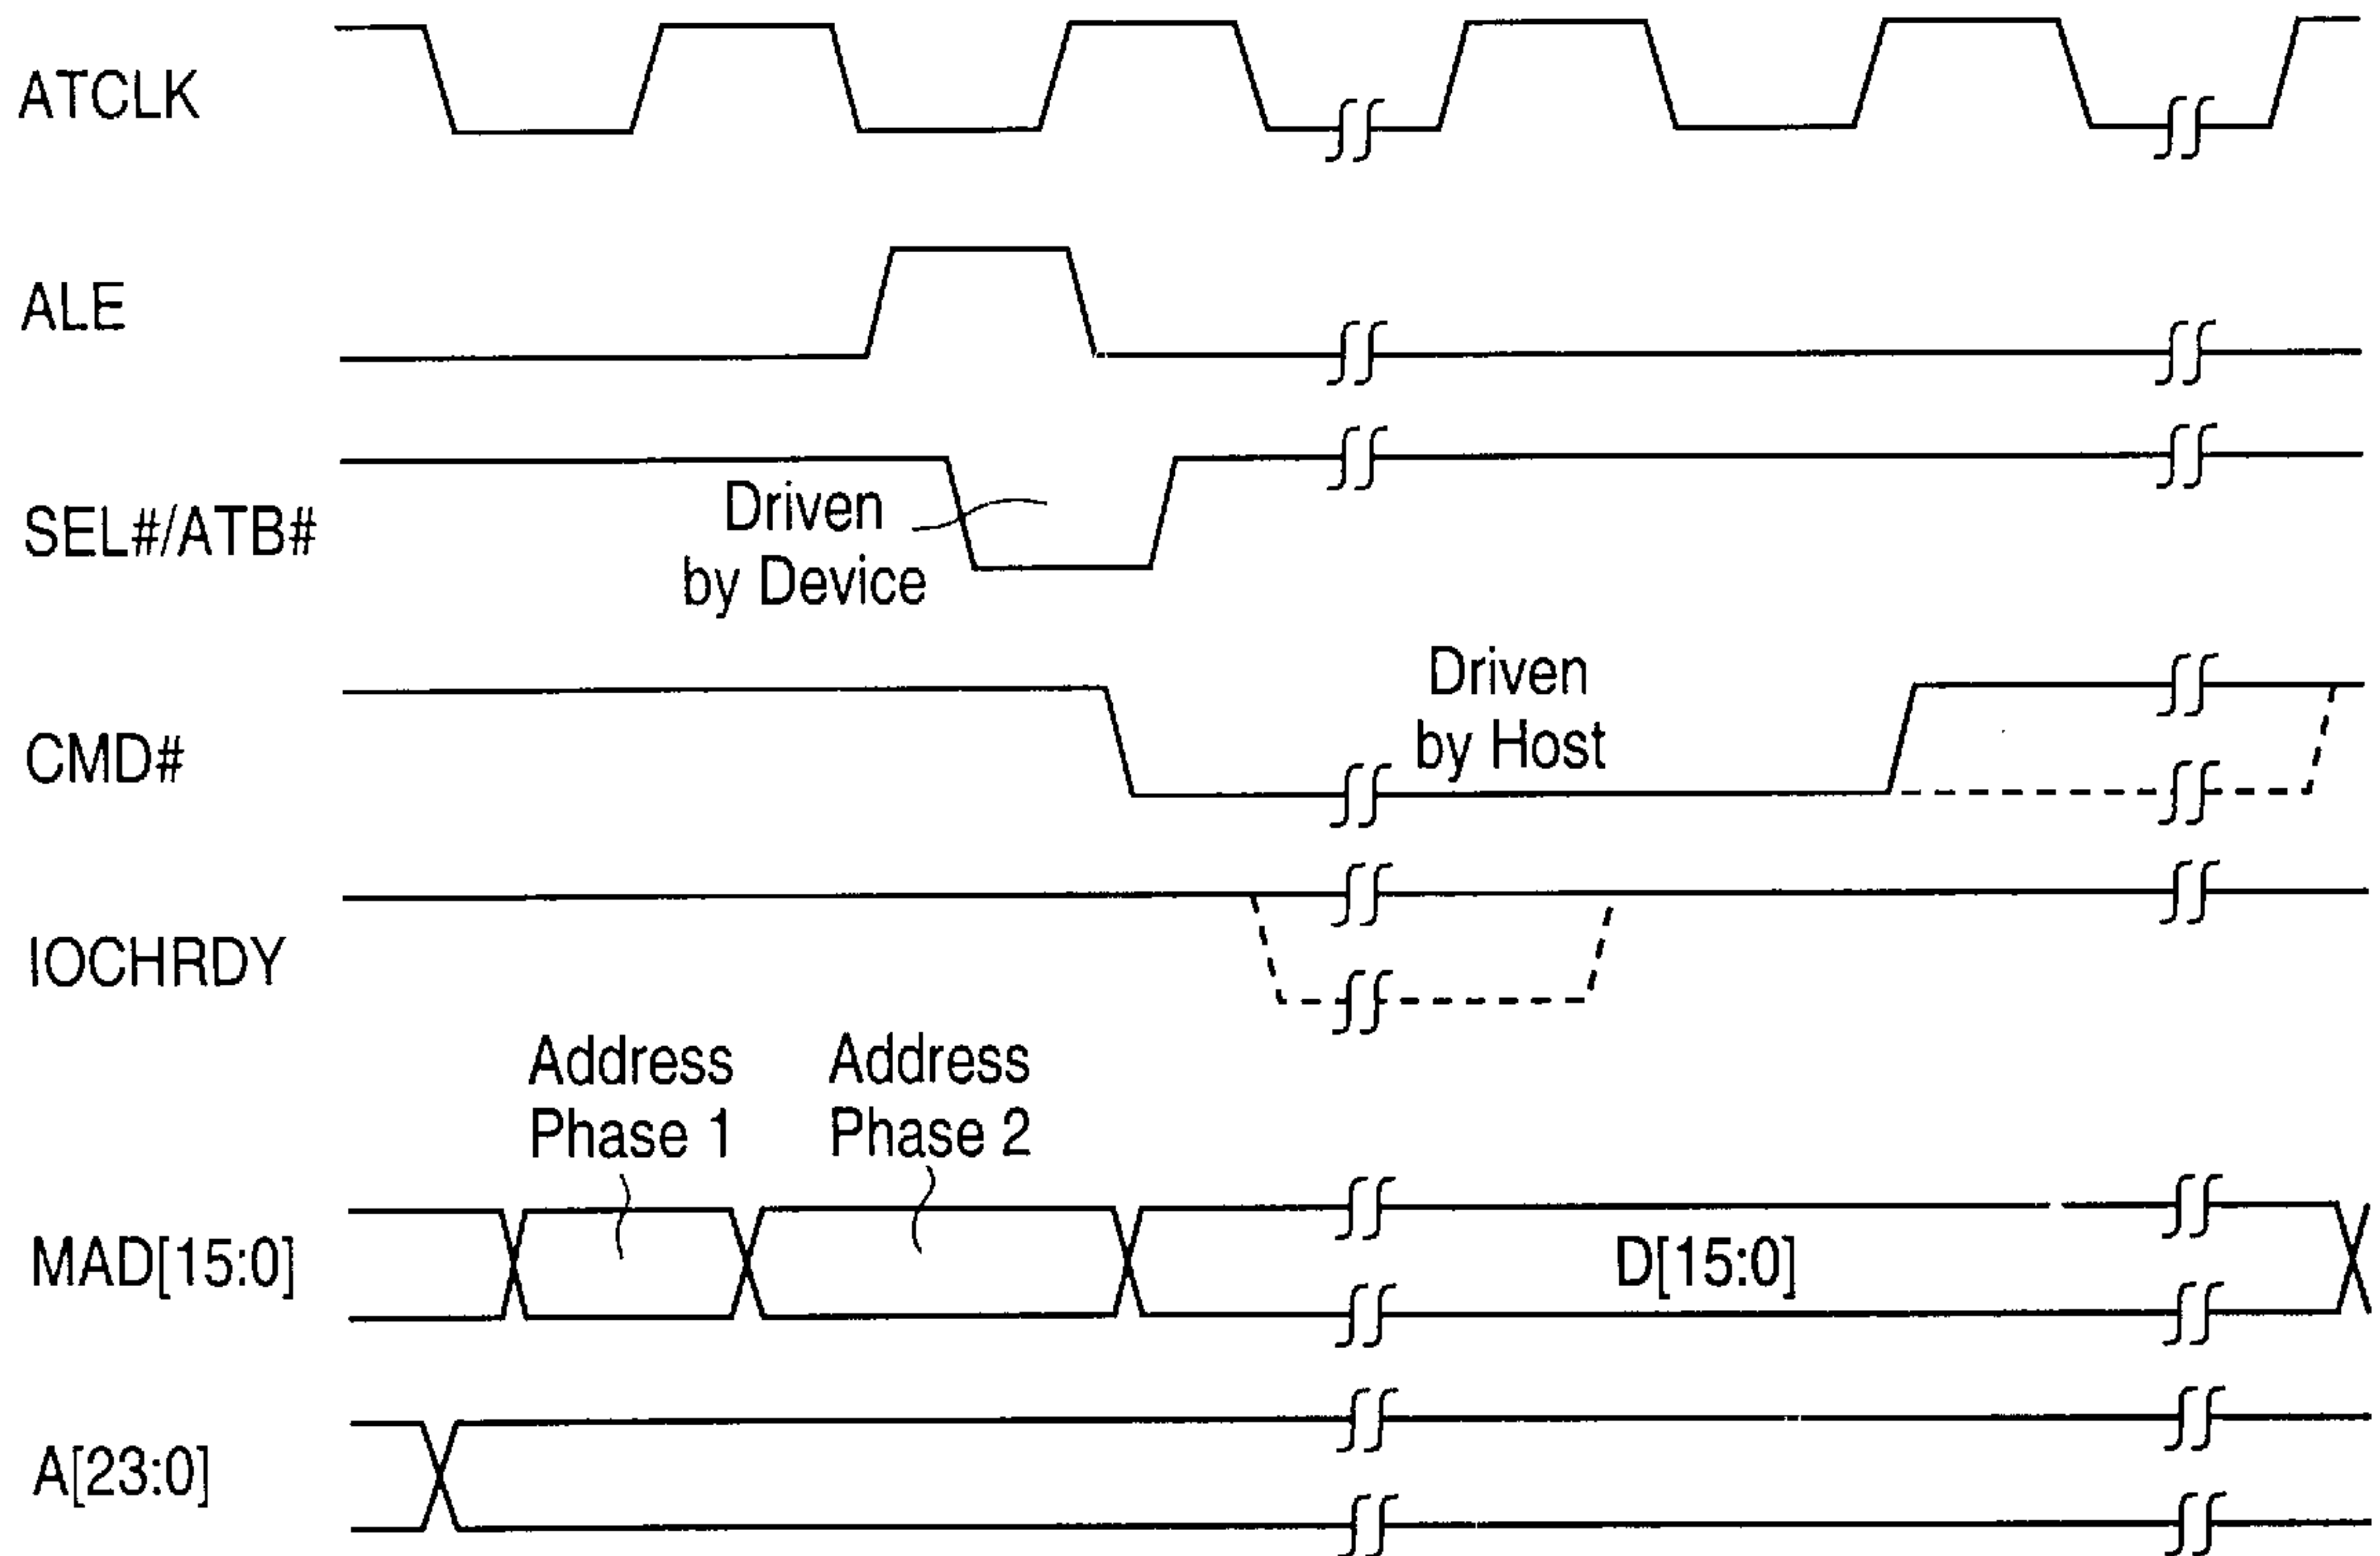 ATCLK
ALE
SEL#/ATB#
Driven
by Device
CMD#
Driven
by Host
IOCHRDY
Address
Phase 1
Address
Phase 2
MAD[15:0]
D[15:0]
A[23:0]